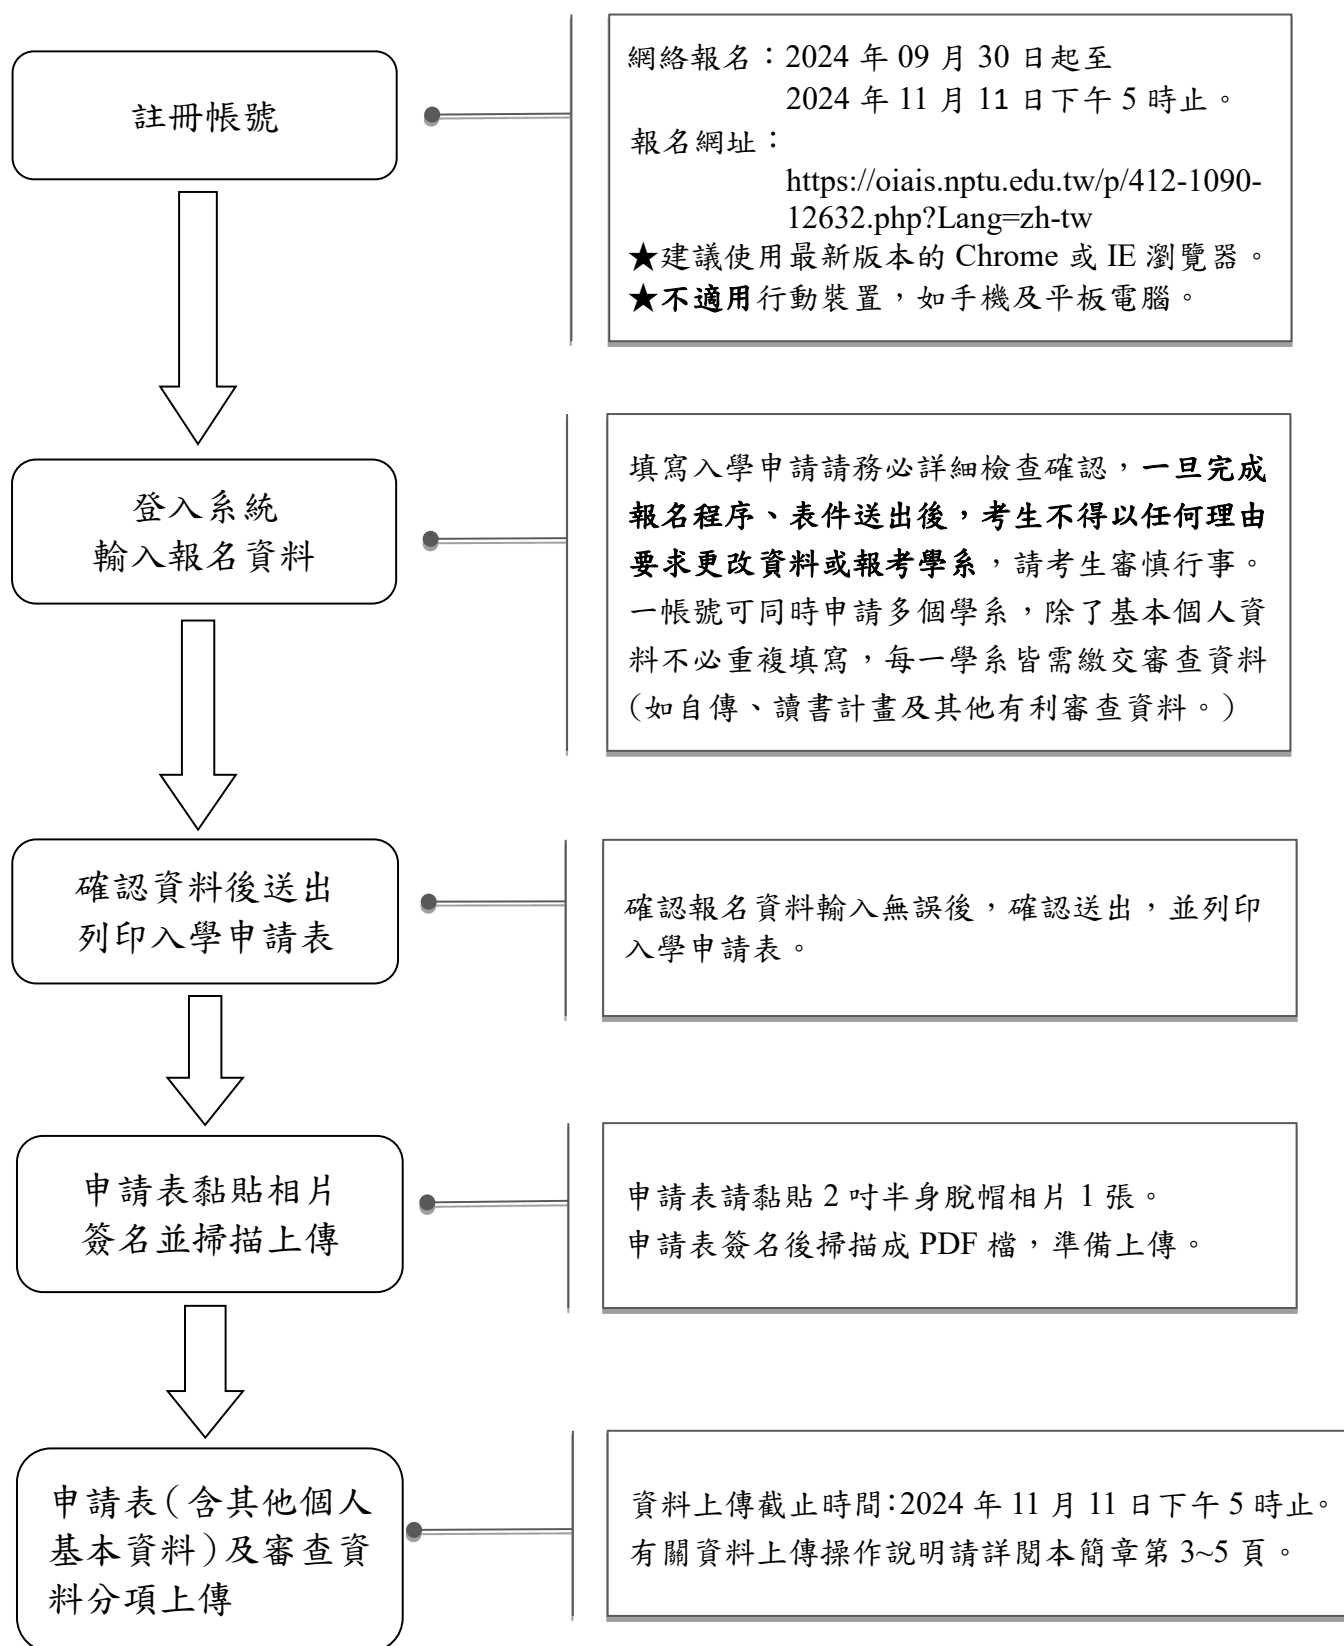 註冊帳號
網絡報名：2024 年 09 月 30 日起至
2024 年 11 月 11 日下午 5 時止。
報名網址：
https://oiais.nptu.edu.tw/p/412-1090-
12632.php?Lang=zh-tw
★建議使用最新版本的 Chrome 或 IE 瀏覽器。
★不適用行動裝置，如手機及平板電腦。
登入系統
輸入報名資料
填寫入學申請請務必詳細檢查確認，一旦完成
報名程序、表件送出後，考生不得以任何理由
要求更改資料或報考學系，請考生審慎行事。
一帳號可同時申請多個學系，除了基本個人資
料不必重複填寫，每一學系皆需繳交審查資料
(如自傳、讀書計畫及其他有利審查資料。)
確認資料後送出
列印入學申請表
確認報名資料輸入無誤後，確認送出，並列印
入學申請表。
申請表黏貼相片
簽名並掃描上傳
申請表請黏貼 2 吋半身脫帽相片 1 張。
申請表簽名後掃描成 PDF 檔，準備上傳。
申請表(含其他個人
基本資料)及審查資
料分項上傳
資料上傳截止時間:2024 年 11 月 11 日下午 5 時止。
有關資料上傳操作說明請詳閱本簡章第 3~5 頁。